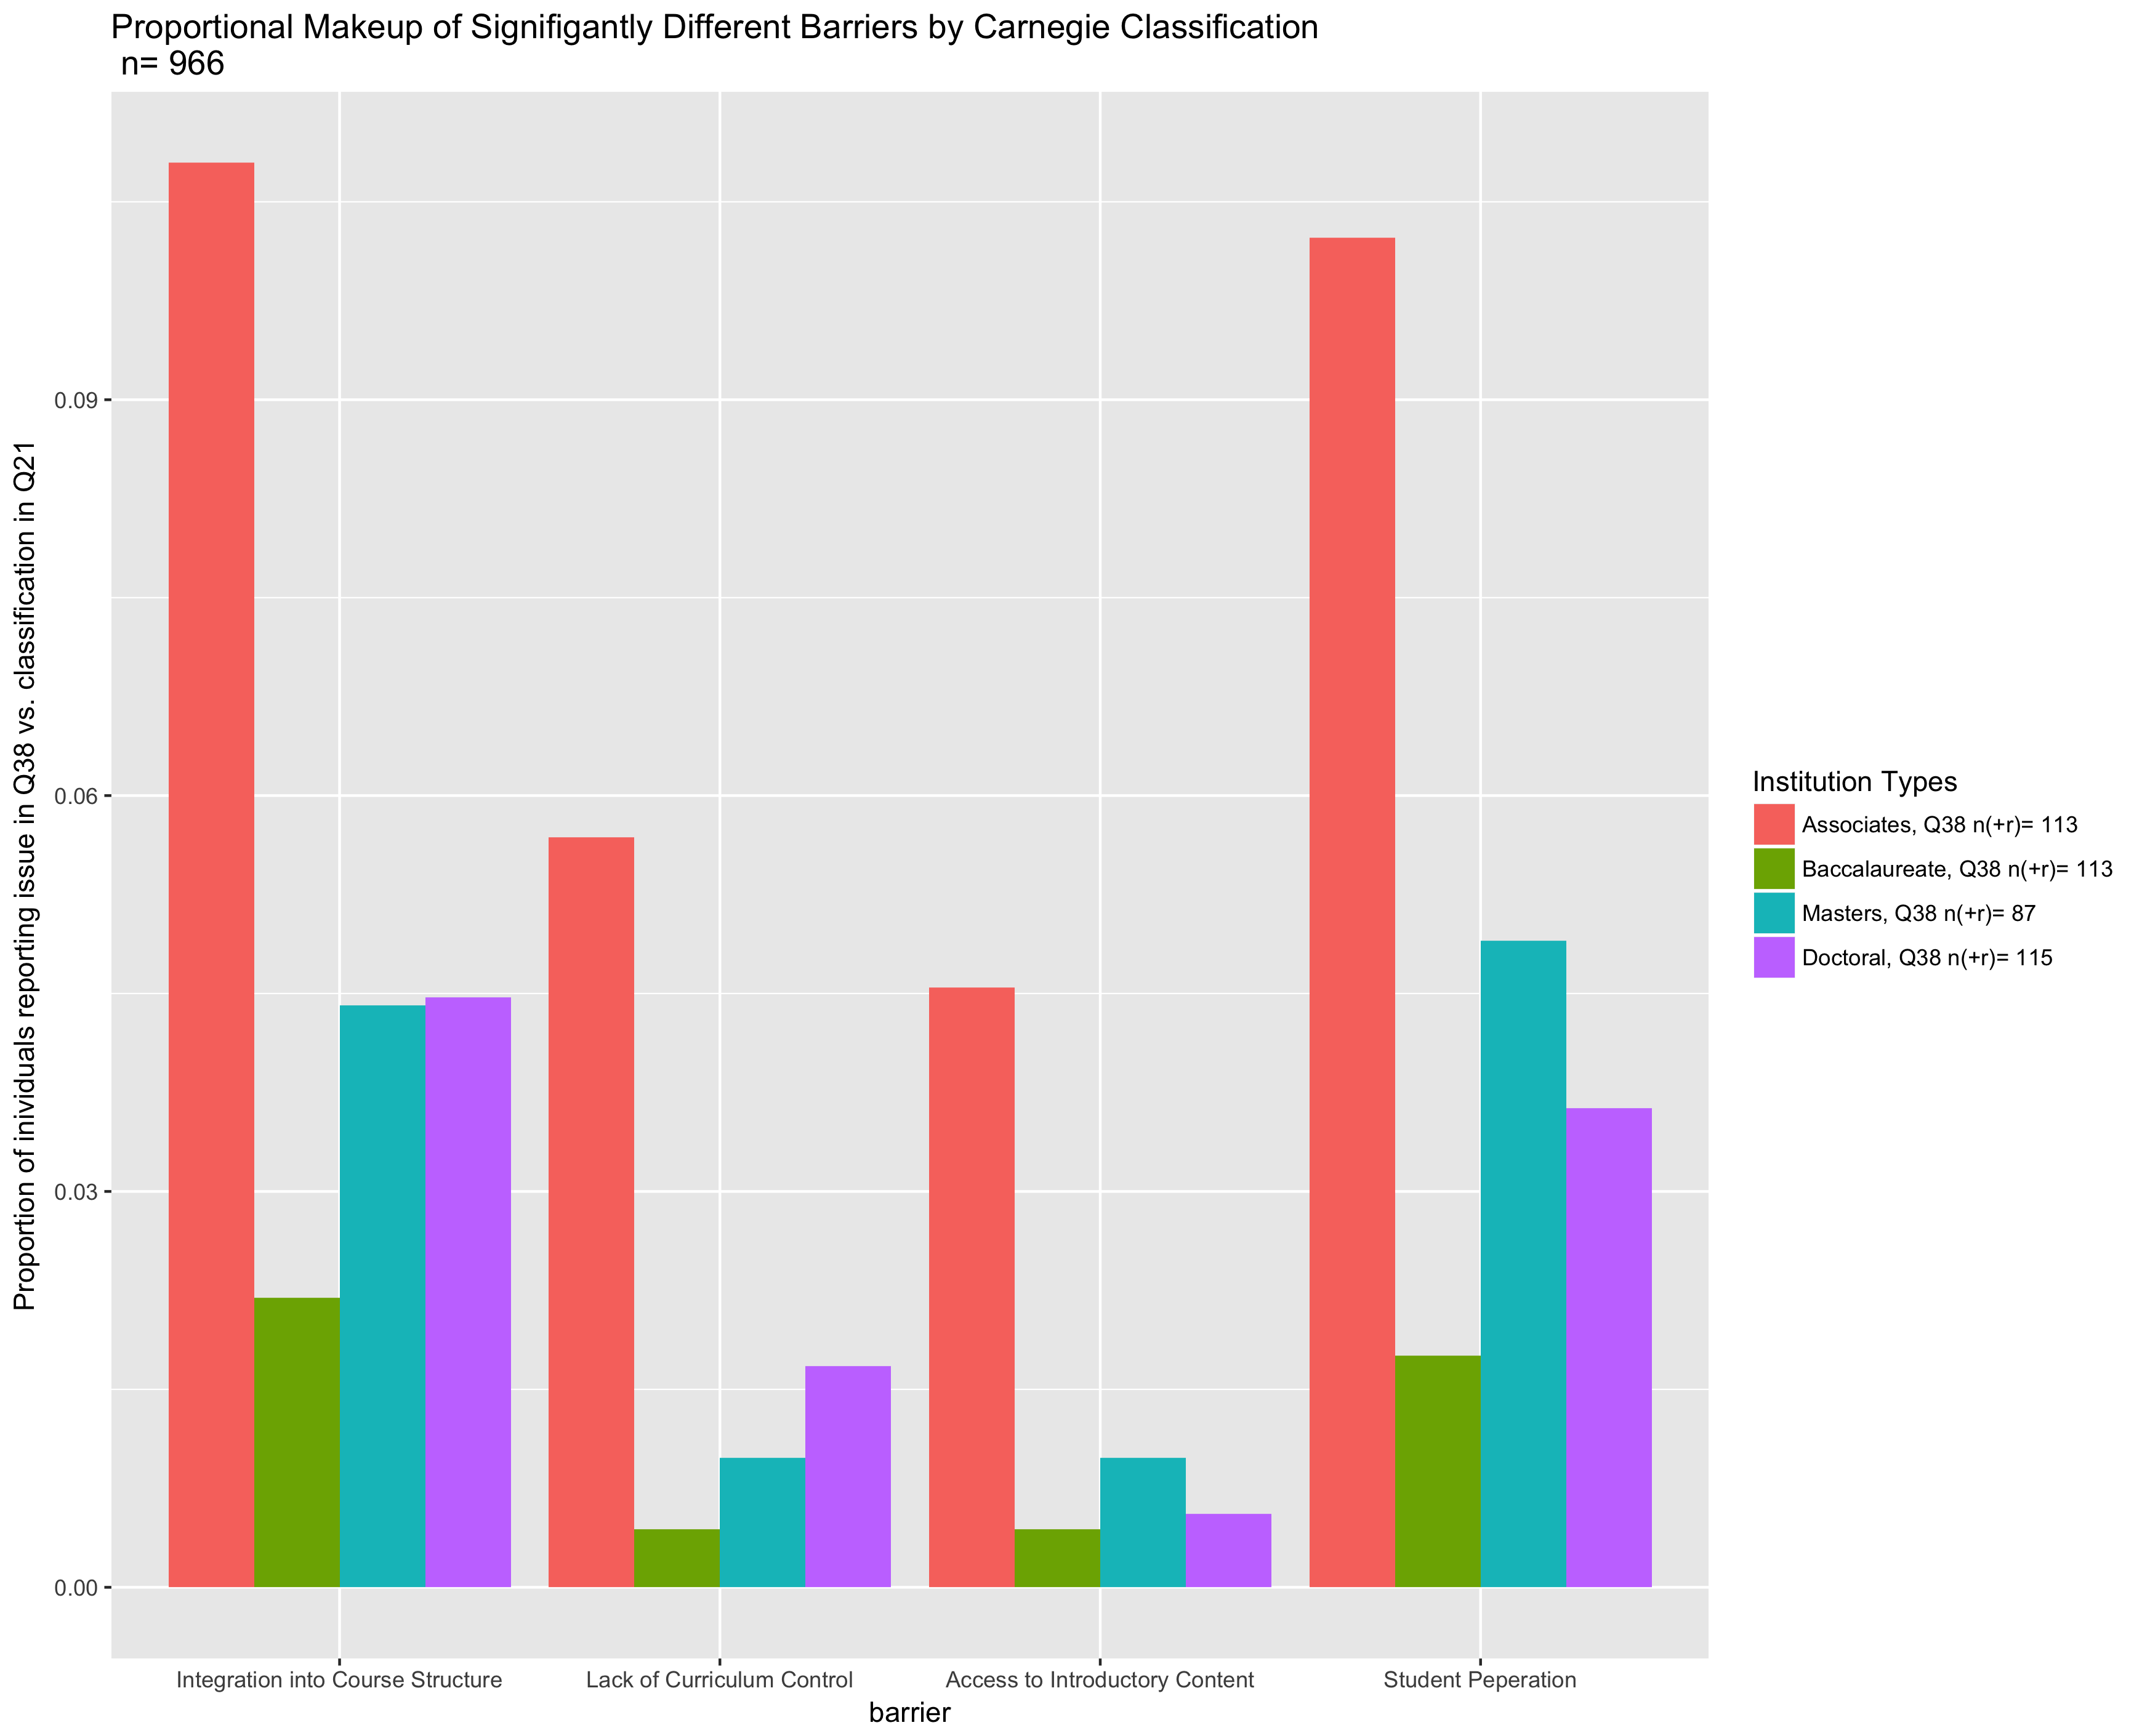 Proportional Makeup of Signifigantly Different Barriers by Carnegie Classification
n= 966
Proportion of inividuals reporting issue in Q38 vs. classification in Q21
0.09
0.06
0.03
0.00
Integration into Course Structure
Lack of Curriculum Control
Access to Introductory Content
Student Peperation
barrier
Institution Types
Associates, Q38 n(+r)= 113
Baccalaureate, Q38 n(+r)= 113
Masters, Q38 n(+r)= 87
Doctoral, Q38 n(+r)= 115